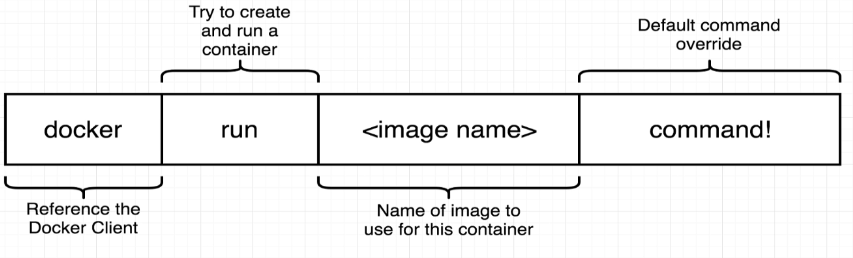 Try to create
and run a
container
Default command
override
docker
run
<image name>
command!
Reference the
Docker Client
Name of image to
use for this container